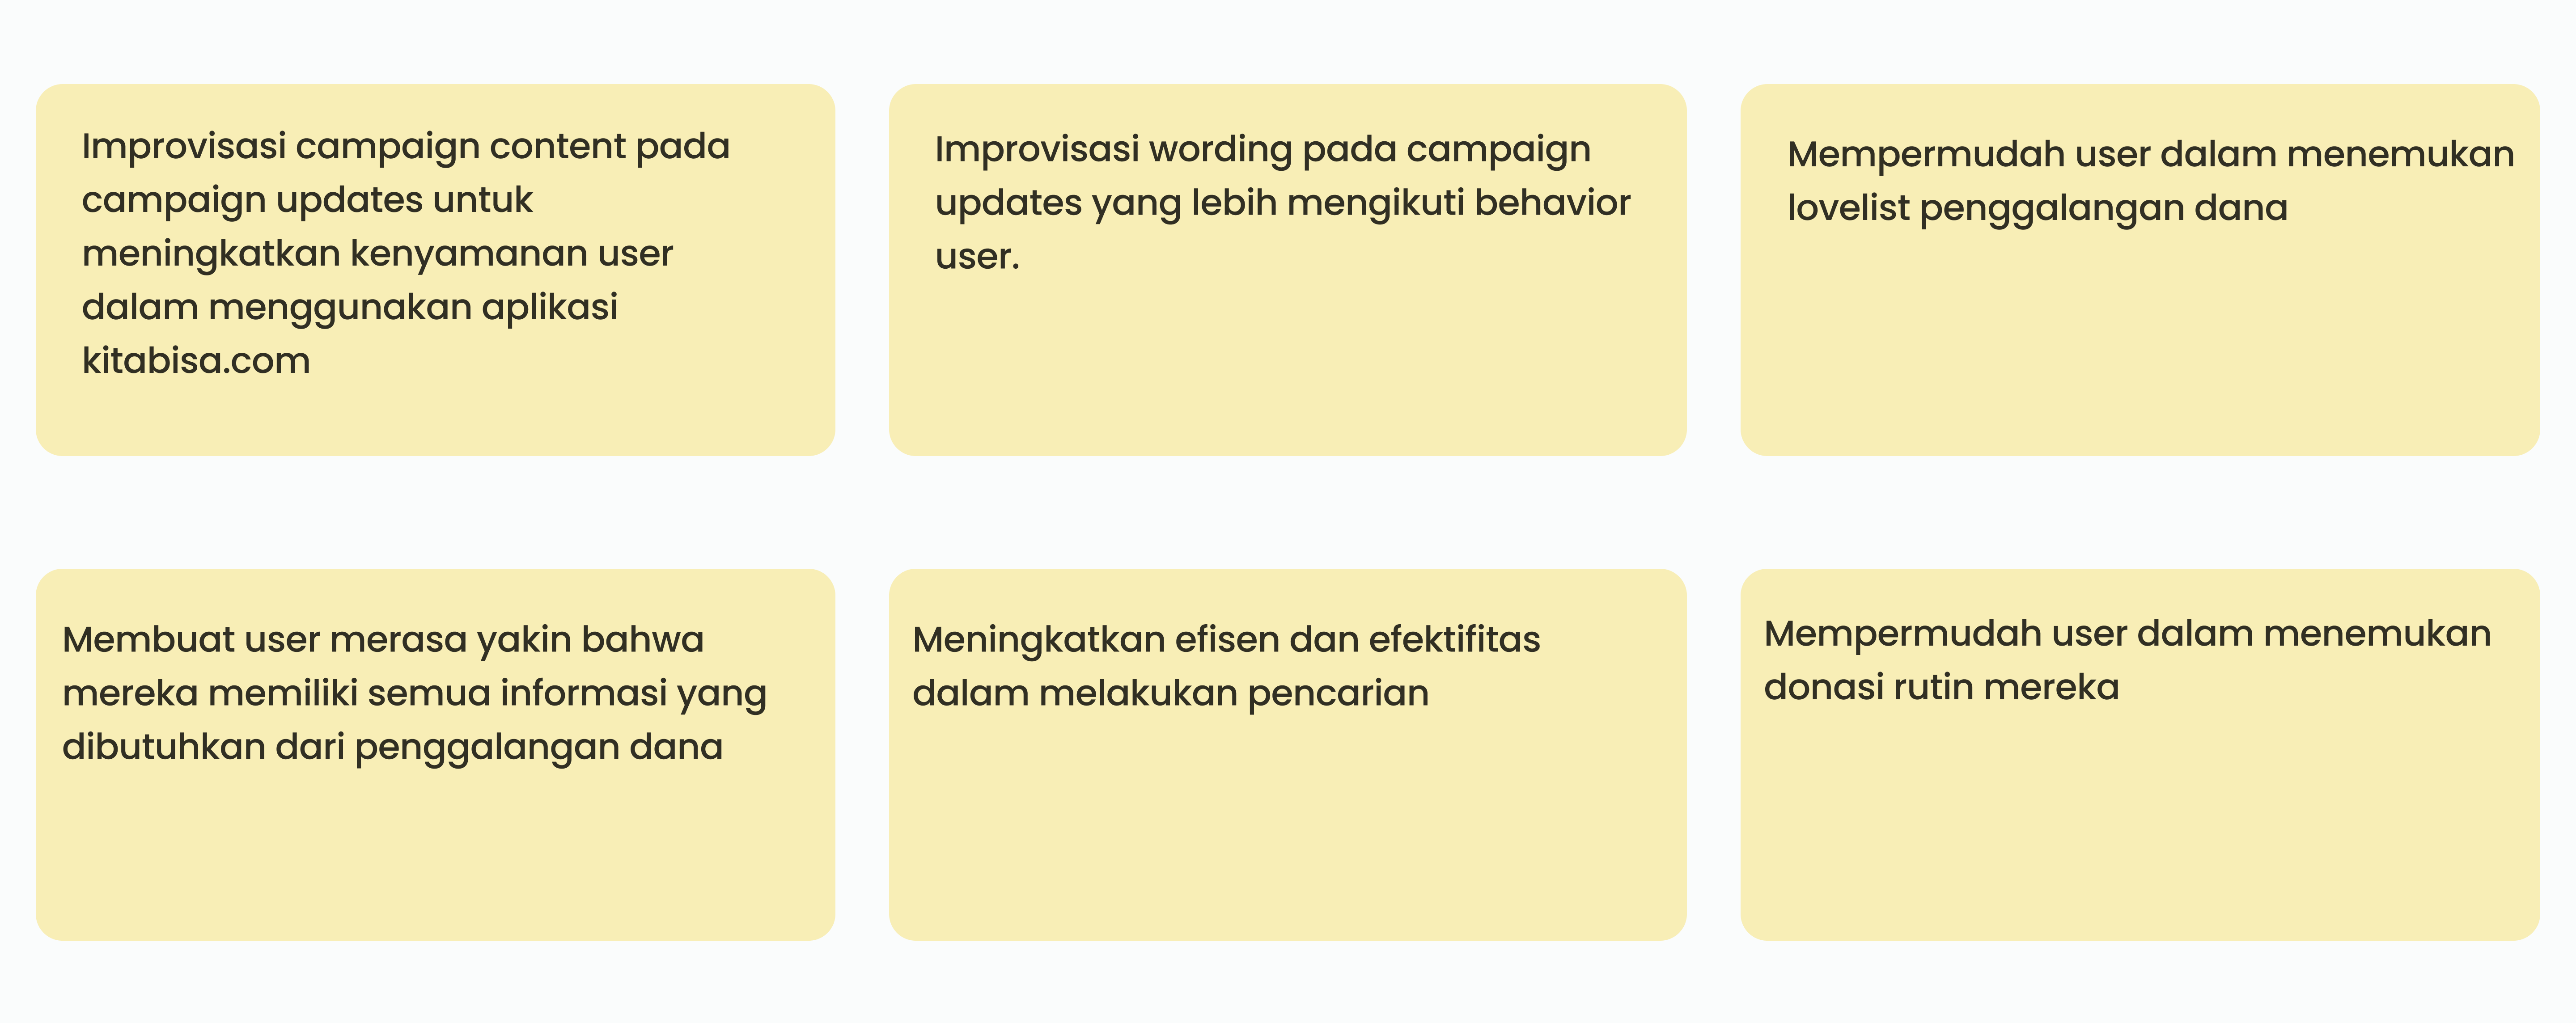 Improvisasi campaign content pada
campaign updates untuk
meningkatkan kenyamanan user
dalam menggunakan aplikasi
kitabisa.com
Improvisasi wording pada campaign
updates yang lebih mengikuti behavior
user.
Mempermudah user dalam menemukan
lovelist penggalangan dana
Membuat user merasa yakin bahwa
mereka memiliki semua informasi yang
dibutuhkan dari penggalangan dana
Meningkatkan efisen dan efektifitas
dalam melakukan pencarian
Mempermudah user dalam menemukan
donasi rutin mereka